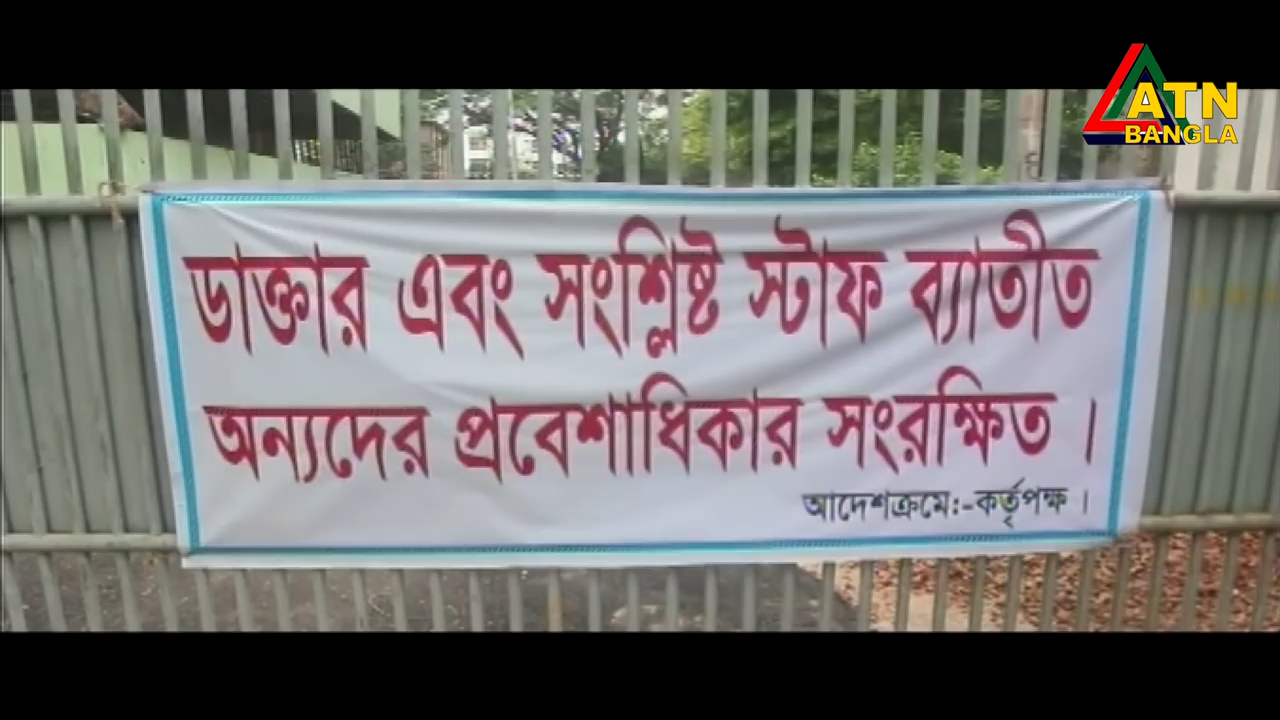 ATN
BANGLA
ডাক্তার এবং সংশ্লিষ্ট স্টাফ ব্যাতীত
অন্যদের প্রবেশাধিকার সংরক্ষিত ।
আদেশক্রমে:-কর্তৃপক্ষ ।